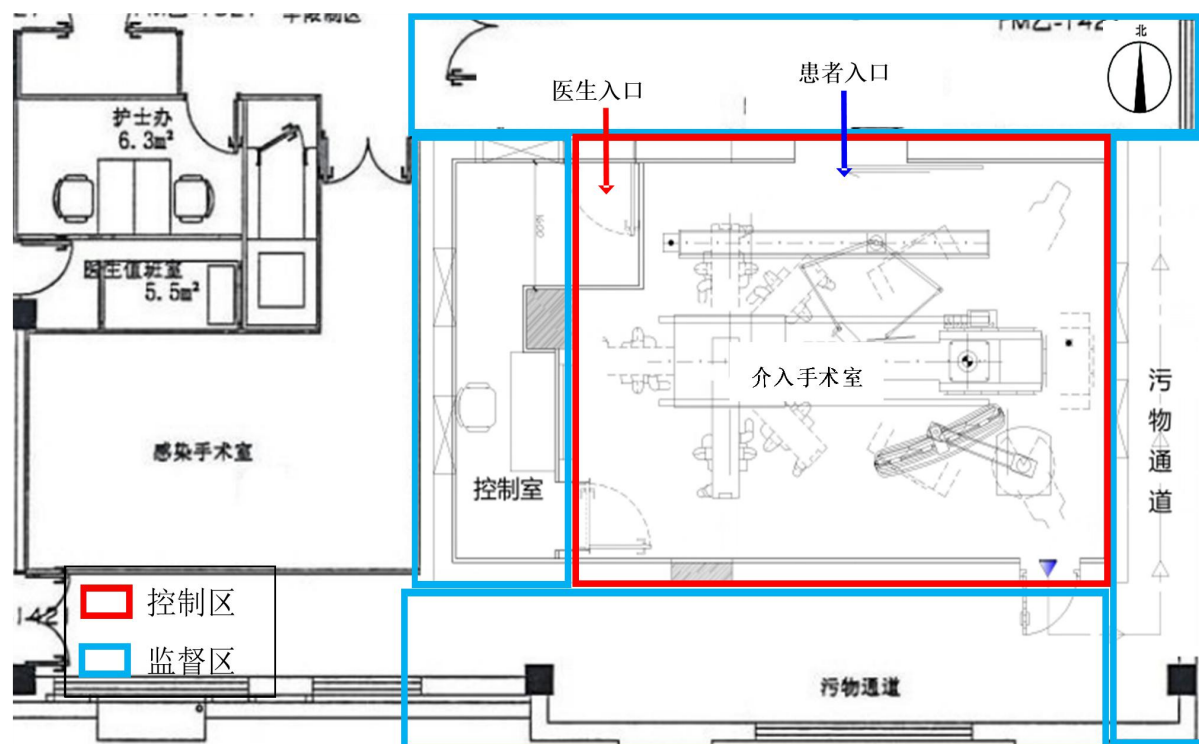 北
患者入口
医生入口
护士办
6.3m²
医生值班室
5.5m²
介入手术室
感染手术室
控制室
污物通道
控制区
监督区
污物通道